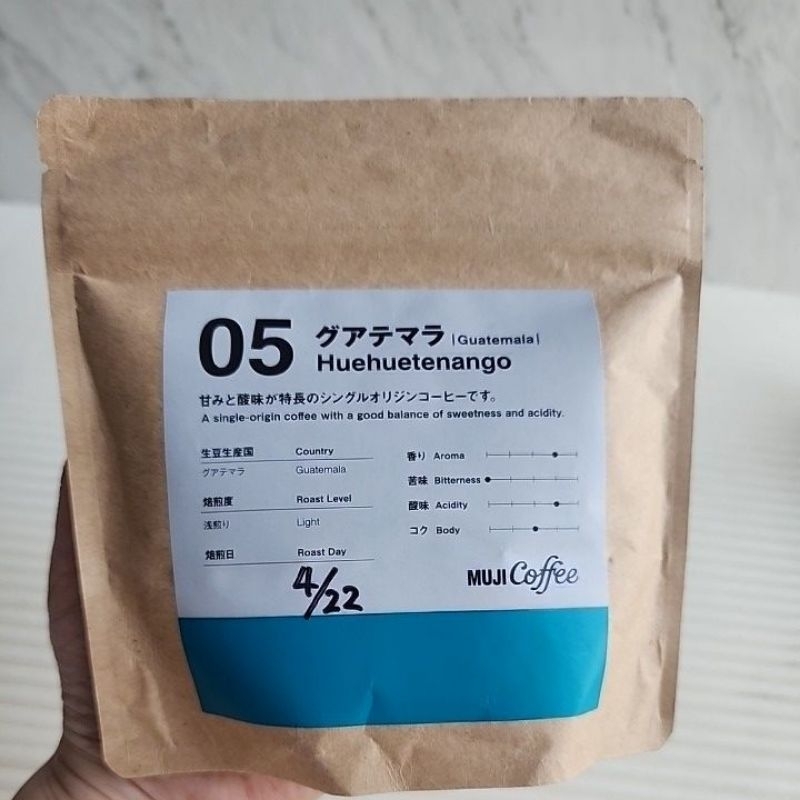 05 グアテマラ |Guatemala|
Huehuetenango
甘みと酸味が特長のシングルオリジンコーヒーです。
A single-origin coffee with a good balance of sweetness and acidity.
生豆生産国 Country
グアテマラ Guatemala
焙煎度 Roast Level
浅煎り Light
焙煎日 Roast Day
4/22
香り Aroma
苦味 Bitterness
酸味 Acidity
コク Body
MUJI Coffee